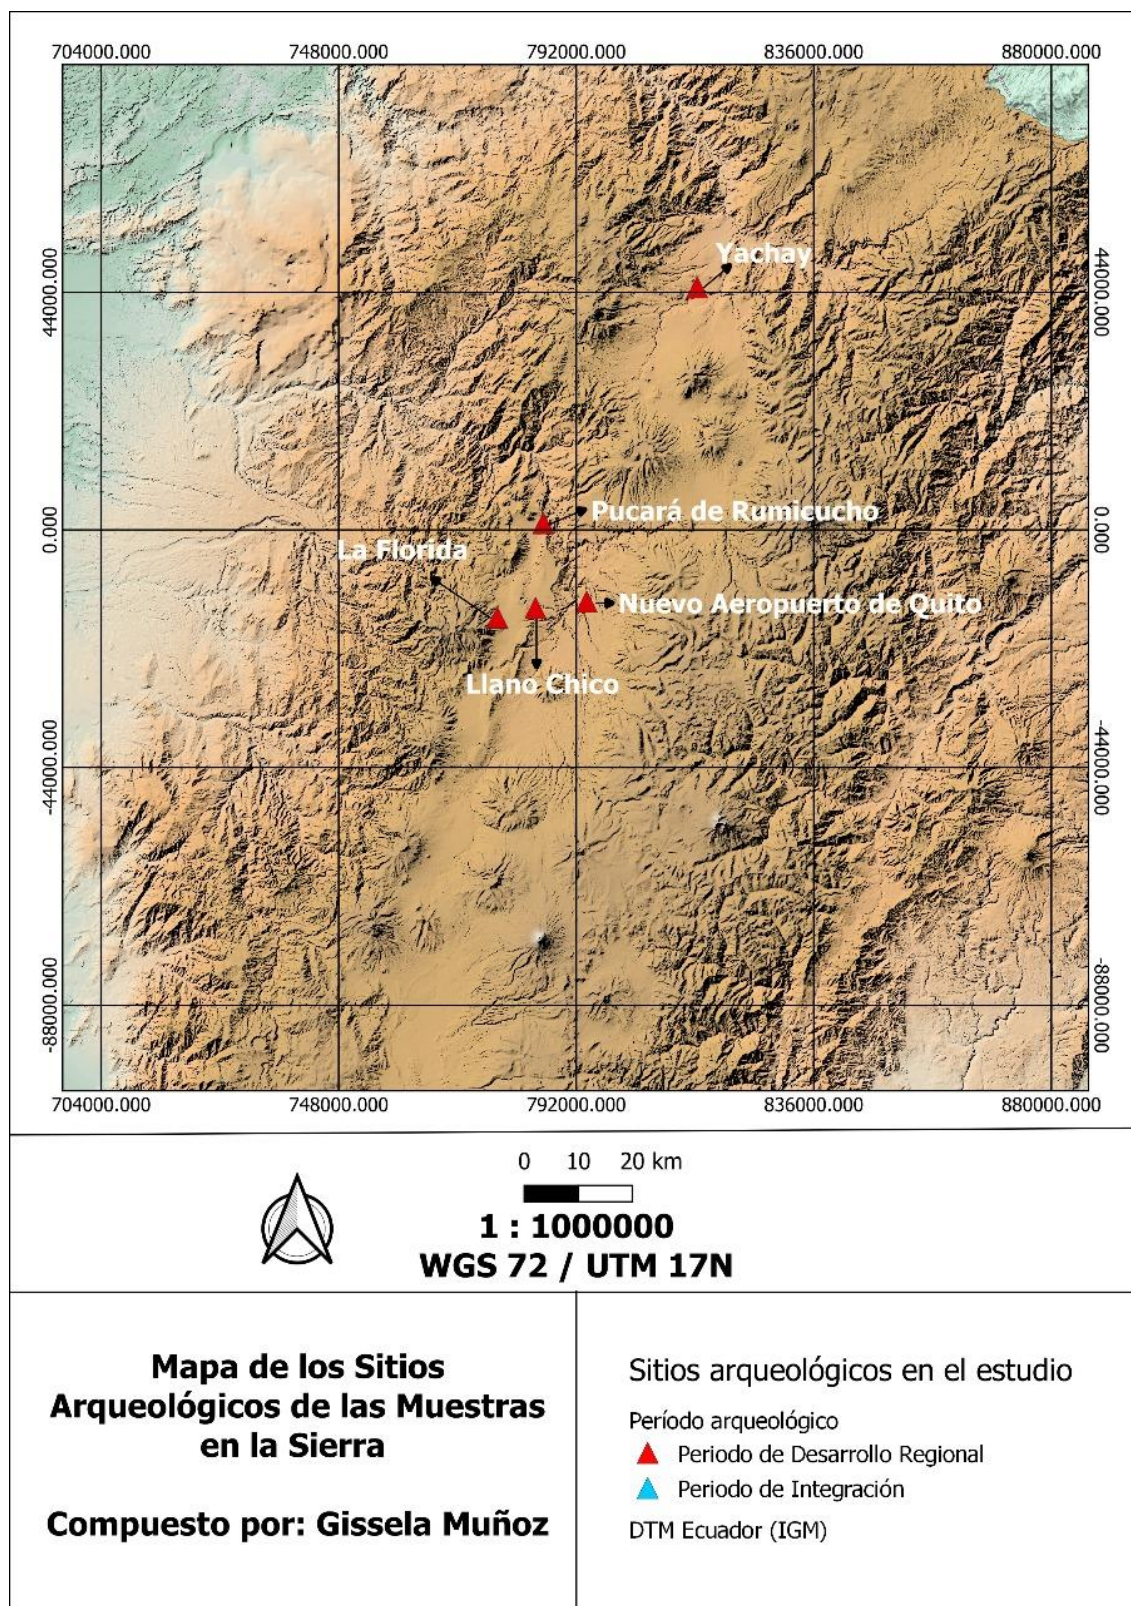 704000.000 748000.000 792000.000 836000.000 880000.000
Yachay
44000.000 44000.000
Pucará de Rumicucho
0.000 0.000
La Florida
Nuevo Aeropuerto de Quito
Llano Chico
-44000.000 -44000.000
-88000.000 -88000.000
704000.000 748000.000 792000.000 836000.000 880000.000
0 10 20 km
1 : 1000000
WGS 72 / UTM 17N
Mapa de los Sitios
Arqueológicos de las Muestras
en la Sierra
Compuesto por: Gissela Muñoz
Sitios arqueológicos en el estudio
Período arqueológico
Periodo de Desarrollo Regional
Periodo de Integración
DTM Ecuador (IGM)